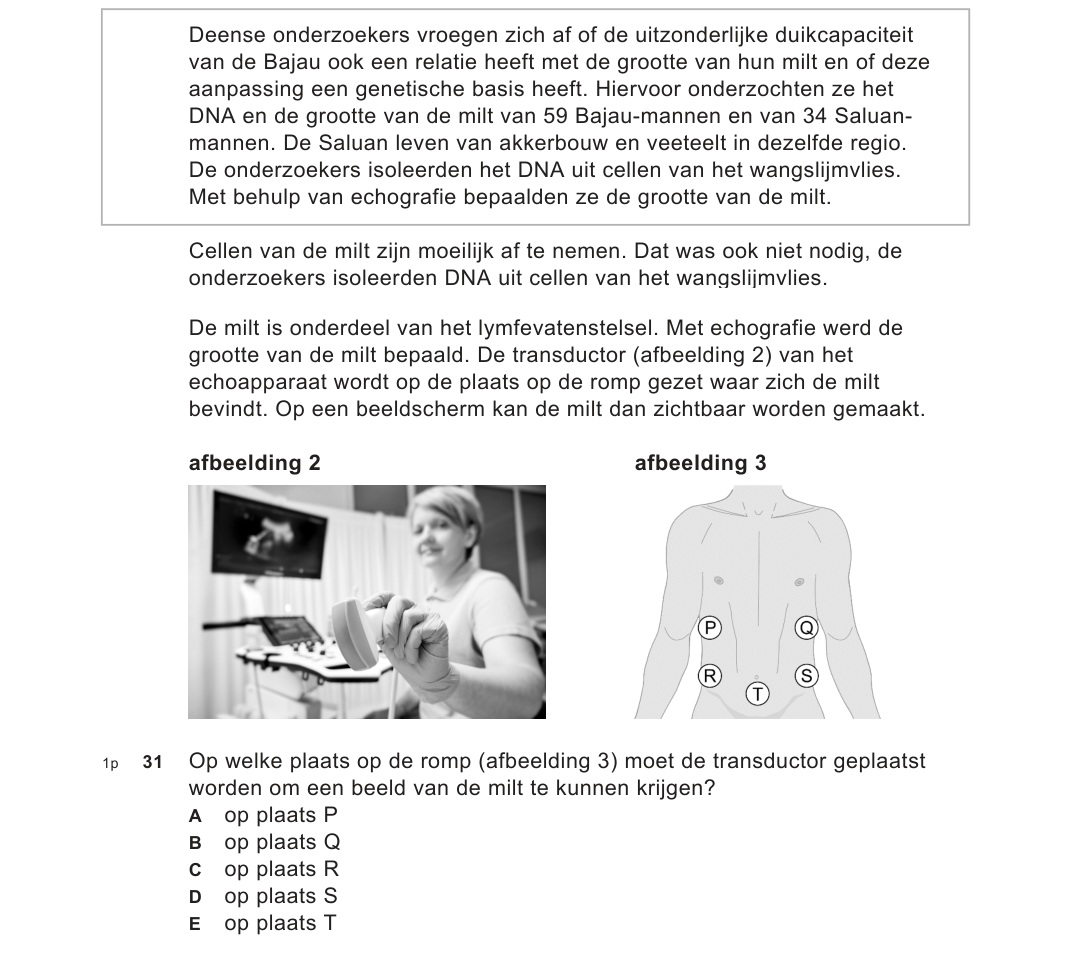 Deense onderzoekers vroegen zich af of de uitzonderlijke duikcapaciteit
van de Bajau ook een relatie heeft met de grootte van hun milt en of deze
aanpassing een genetische basis heeft. Hiervoor onderzochten ze het
DNA en de grootte van de milt van 59 Bajau-mannen en van 34 Saluan-
mannen. De Saluan leven van akkerbouw en veeteelt in dezelfde regio.
De onderzoekers isoleerden het DNA uit cellen van het wangslijmvlies.
Met behulp van echografie bepaalden ze de grootte van de milt.
Cellen van de milt zijn moeilijk af te nemen. Dat was ook niet nodig, de
onderzoekers isoleerden DNA uit cellen van het wangslijmvlies.
De milt is onderdeel van het lymfevatenstelsel. Met echografie werd de
grootte van de milt bepaald. De transductor (afbeelding 2) van het
echoapparaat wordt op de plaats op de romp gezet waar zich de milt
bevindt. Op een beeldscherm kan de milt dan zichtbaar worden gemaakt.
afbeelding 2 afbeelding 3
P Q
R S
T
1p 31 Op welke plaats op de romp (afbeelding 3) moet de transductor geplaatst
worden om een beeld van de milt te kunnen krijgen?
A op plaats P
B op plaats Q
C op plaats R
D op plaats S
E op plaats T